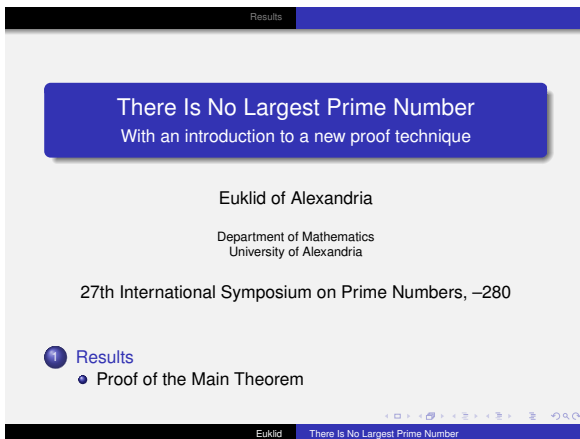 Results
There Is No Largest Prime Number
With an introduction to a new proof technique
Euklid of Alexandria
Department of Mathematics
University of Alexandria
27th International Symposium on Prime Numbers, –280
1 Results
Proof of the Main Theorem
Euklid There Is No Largest Prime Number